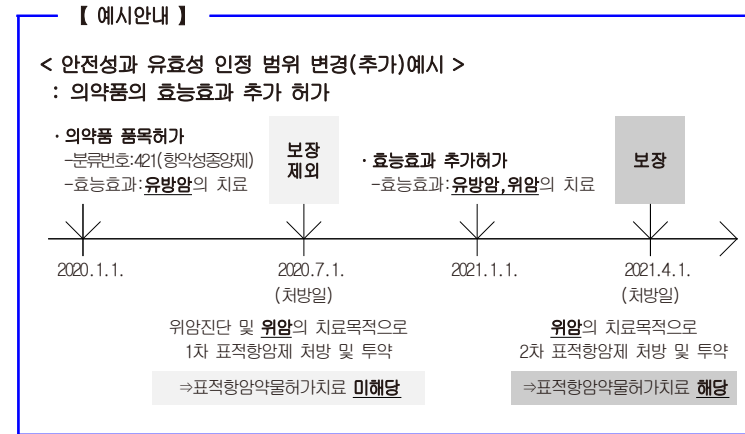 【 예시안내 】
< 안전성과 유효성 인정 범위 변경(추가)예시 >
: 의약품의 효능효과 추가 허가
· 의약품 품목허가
-분류번호:421(항악성종양제)
-효능효과:유방암의 치료
보장
제외
· 효능효과 추가허가
-효능효과:유방암,위암의 치료
보장
2020.1.1.
2020.7.1.
(처방일)
2021.1.1.
2021.4.1.
(처방일)
위암진단 및 위암의 치료목적으로
1차 표적항암제 처방 및 투약
⇒표적항암약물허가치료 미해당
위암의 치료목적으로
2차 표적항암제 처방 및 투약
⇒표적항암약물허가치료 해당